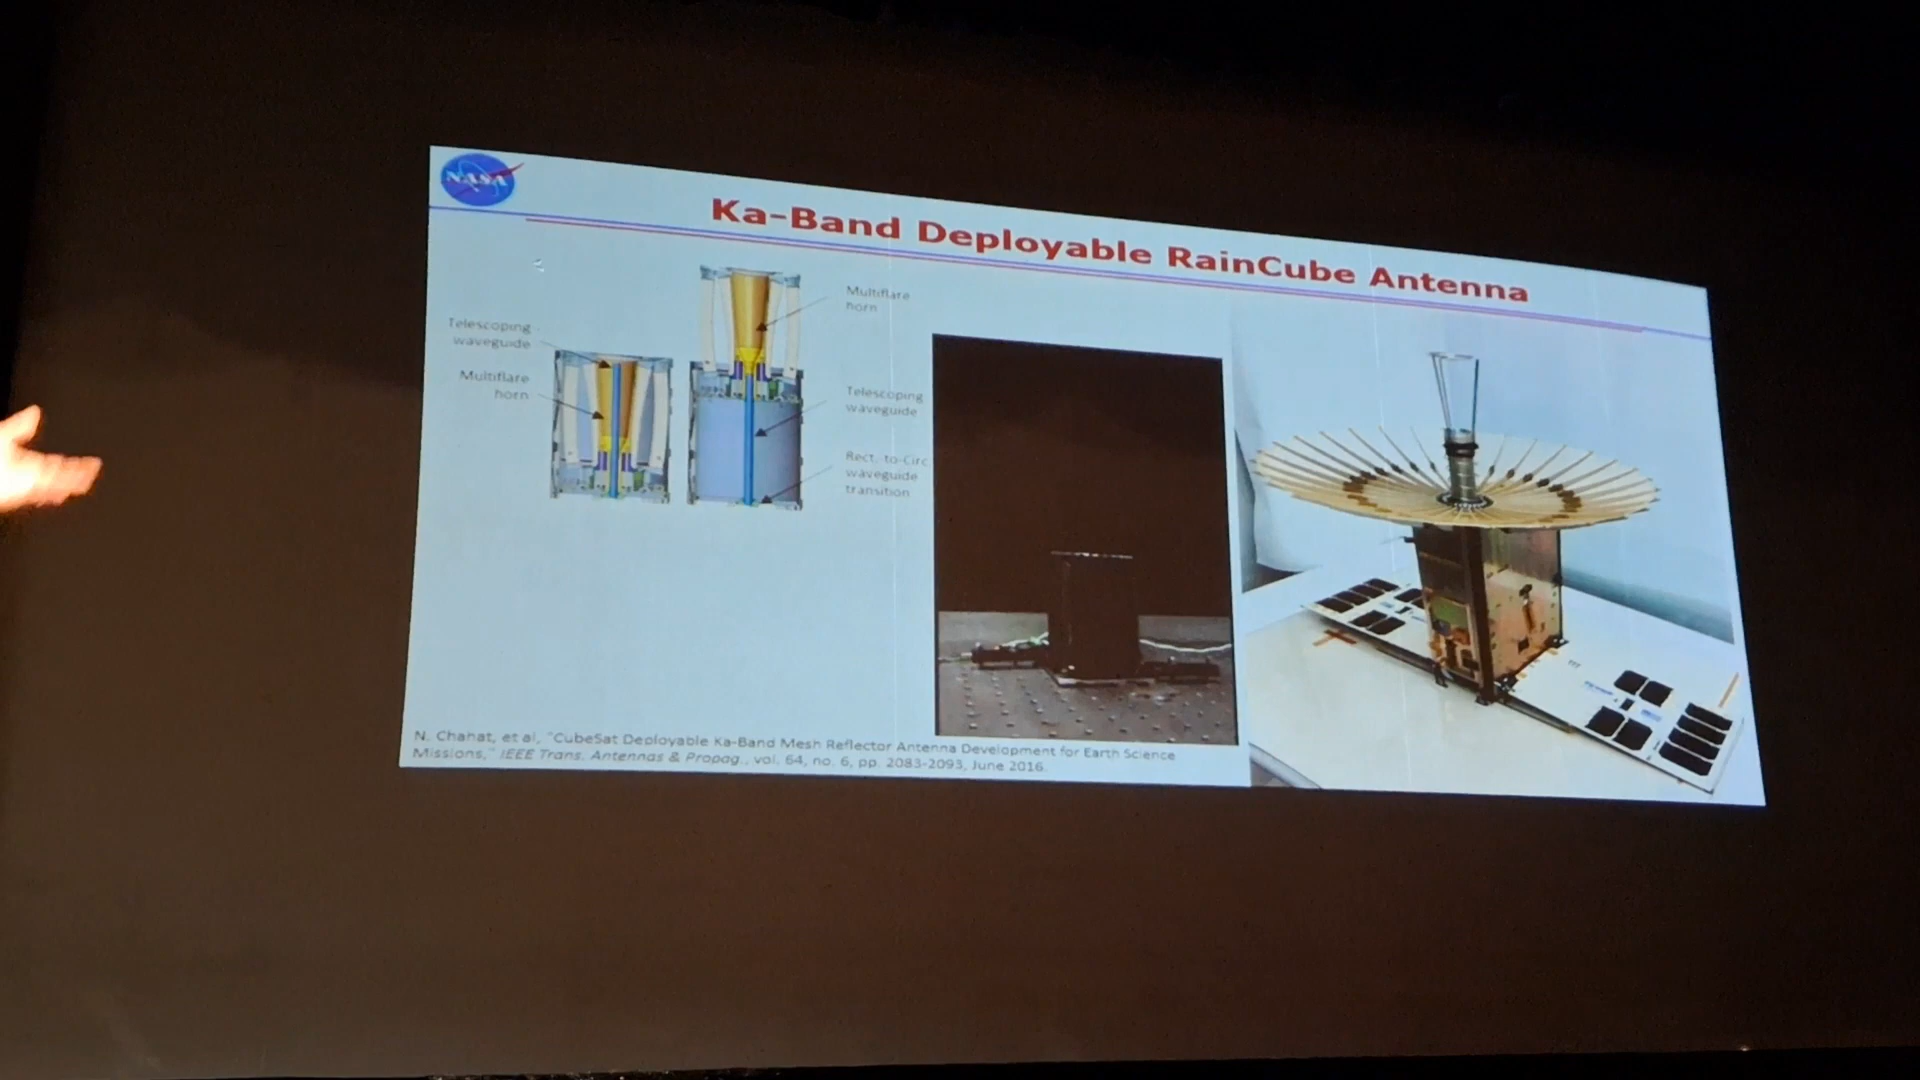 NASA
Ka-Band Deployable RainCube Antenna
Telescoping
waveguide
Multiflare
horn
Multiflare
horn
Telescoping
waveguide
Rect.-to-Circ
waveguide
transition
N. Chahat, et al, "CubeSat Deployable Ka-Band Mesh Reflector Antenna Development for Earth Science
Missions," IEEE Trans. Antennas & Propag., vol. 64, no. 6, pp. 2083-2093, June 2016.